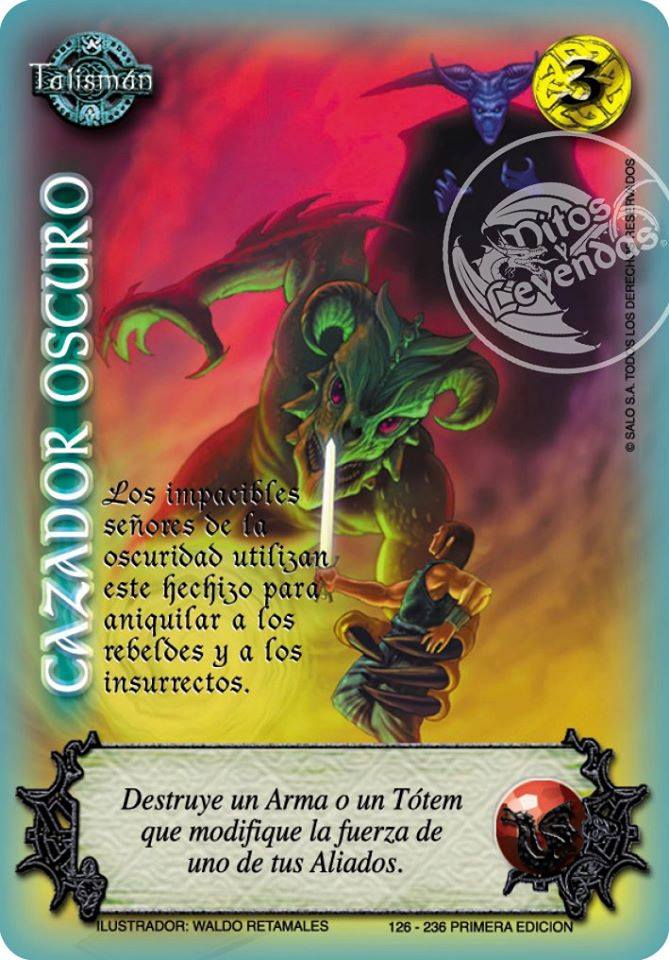 Talismán
3
Mitos
y
Leyendas
©
© SALO S.A. TODOS LOS DERECHOS RESERVADOS
CAZADOR OSCURO
Los impacibles
señores de la
oscuridad utilizan
este hechizo para
aniquilar a los
rebeldes y a los
insurrectos.
Destruye un Arma o un Tótem
que modifique la fuerza de
uno de tus Aliados.
ILUSTRADOR: WALDO RETAMALES
126 - 236 PRIMERA EDICION